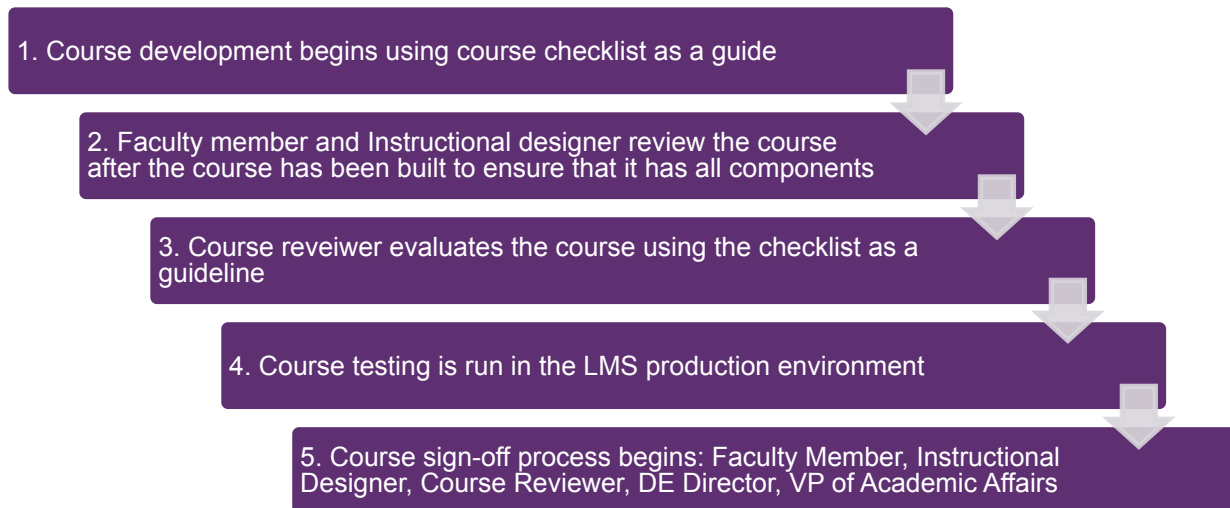 1. Course development begins using course checklist as a guide
2. Faculty member and Instructional designer review the course
after the course has been built to ensure that it has all components
3. Course reveiwer evaluates the course using the checklist as a
guideline
4. Course testing is run in the LMS production environment
5. Course sign-off process begins: Faculty Member, Instructional
Designer, Course Reviewer, DE Director, VP of Academic Affairs